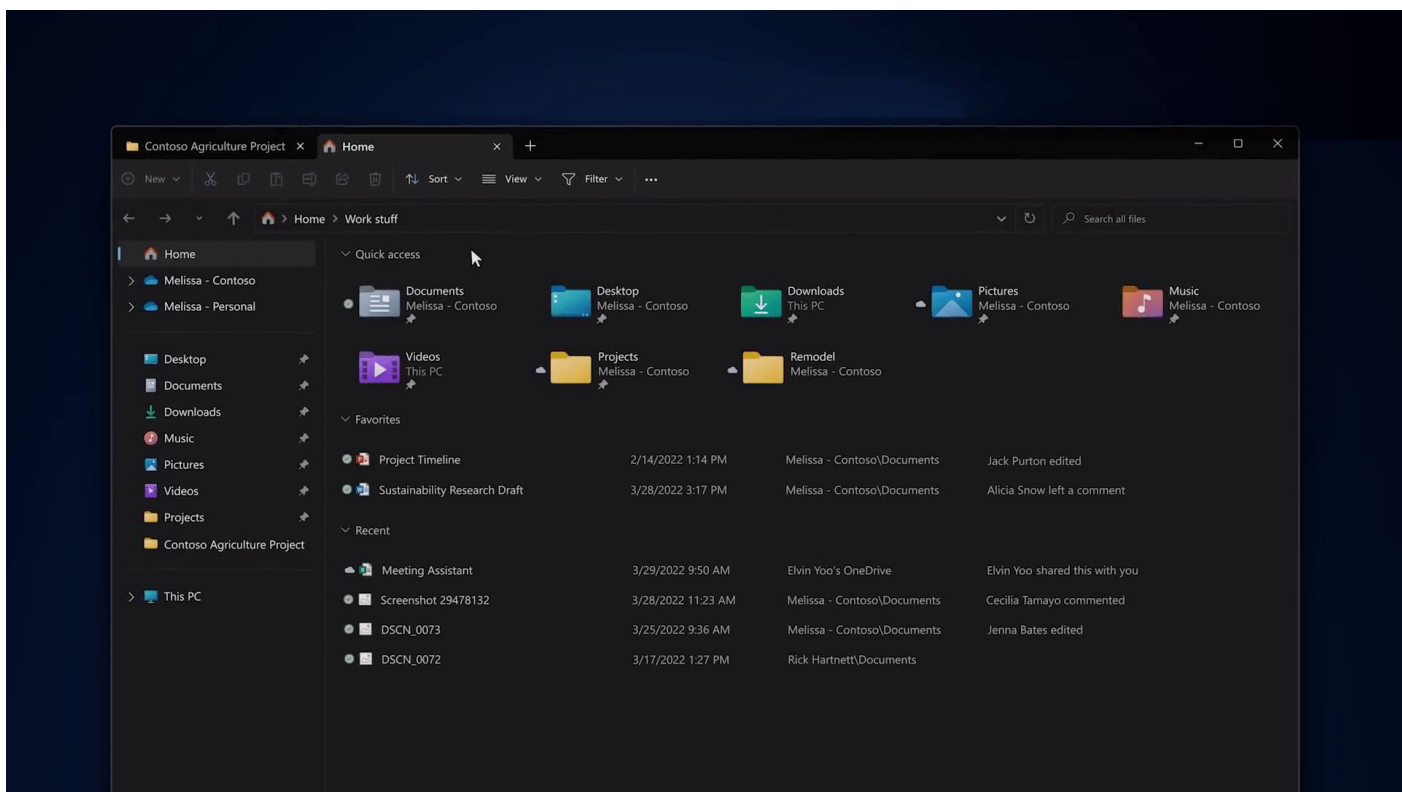 Contoso Agriculture Project
Home
New
Sort
View
Filter
Home > Work stuff
Search all files
Home
Melissa - Contoso
Melissa - Personal
Desktop
Documents
Downloads
Music
Pictures
Videos
Projects
Contoso Agriculture Project
This PC
Quick access
Documents
Melissa - Contoso
Desktop
Melissa - Contoso
Downloads
This PC
Pictures
Melissa - Contoso
Music
Melissa - Contoso
Videos
This PC
Projects
Melissa - Contoso
Remodel
Melissa - Contoso
Favorites
Project Timeline 2/14/2022 1:14 PM Melissa - Contoso\Documents Jack Purton edited
Sustainability Research Draft 3/28/2022 3:17 PM Melissa - Contoso\Documents Alicia Snow left a comment
Recent
Meeting Assistant 3/29/2022 9:50 AM Elvin Yoo's OneDrive Elvin Yoo shared this with you
Screenshot 29478132 3/28/2022 11:23 AM Melissa - Contoso\Documents Cecilia Tamayo commented
DSCN_0073 3/25/2022 9:36 AM Melissa - Contoso\Documents Jenna Bates edited
DSCN_0072 3/17/2022 1:27 PM Rick Hartnett\Documents